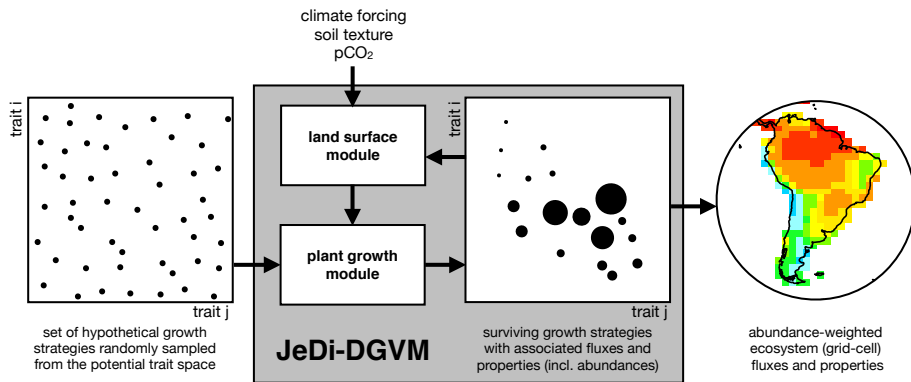 climate forcing
soil texture
pCO₂
trait i
trait j
set of hypothetical growth
strategies randomly sampled
from the potential trait space
land surface
module
plant growth
module
JeDi-DGVM
trait i
trait j
surviving growth strategies
with associated fluxes and
properties (incl. abundances)
abundance-weighted
ecosystem (grid-cell)
fluxes and properties